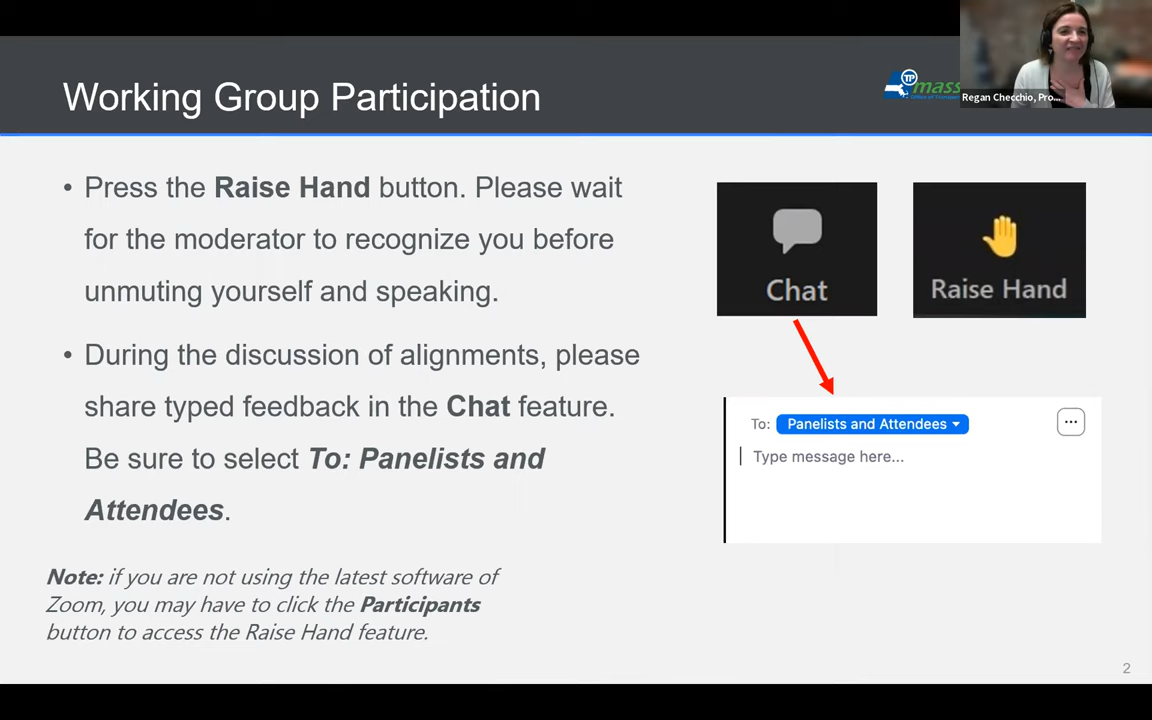 Working Group Participation
TP
mass
Regan Checchio, Pro...
• Press the Raise Hand button. Please wait
for the moderator to recognize you before
unmuting yourself and speaking.
• During the discussion of alignments, please
share typed feedback in the Chat feature.
Be sure to select To: Panelists and
Attendees.
Note: if you are not using the latest software of
Zoom, you may have to click the Participants
button to access the Raise Hand feature.
Chat
Raise Hand
To: Panelists and Attendees
Type message here...
2